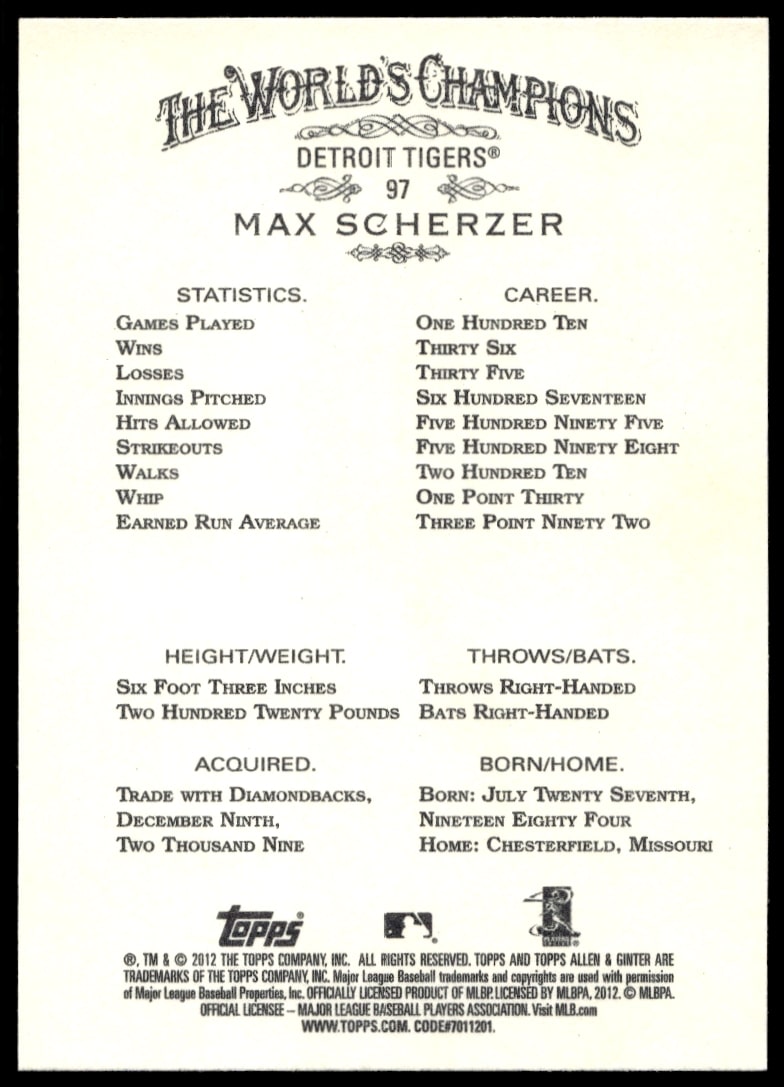 THE WORLD'S CHAMPIONS
DETROIT TIGERS®
97
MAX SCHERZER
STATISTICS.
GAMES PLAYED
WINS
LOSSES
INNINGS PITCHED
HITS ALLOWED
STRIKEOUTS
WALKS
WHIP
EARNED RUN AVERAGE
CAREER.
ONE HUNDRED TEN
THIRTY SIX
THIRTY FIVE
SIX HUNDRED SEVENTEEN
FIVE HUNDRED NINETY FIVE
FIVE HUNDRED NINETY EIGHT
TWO HUNDRED TEN
ONE POINT THIRTY
THREE POINT NINETY TWO
HEIGHT/WEIGHT.
SIX FOOT THREE INCHES
TWO HUNDRED TWENTY POUNDS
THROWS/BATS.
THROWS RIGHT-HANDED
BATS RIGHT-HANDED
ACQUIRED.
TRADE WITH DIAMONDBACKS,
DECEMBER NINTH,
TWO THOUSAND NINE
BORN/HOME.
BORN: JULY TWENTY SEVENTH,
NINETEEN EIGHTY FOUR
HOME: CHESTERFIELD, MISSOURI
Topps®
®, TM & © 2012 THE TOPPS COMPANY, INC. ALL RIGHTS RESERVED. TOPPS AND TOPPS ALLEN & GINTER ARE
TRADEMARKS OF THE TOPPS COMPANY, INC. Major League Baseball trademarks and copyrights are used with permission
of Major League Baseball Properties, Inc. OFFICIALLY LICENSED PRODUCT OF MLBP. LICENSED BY MLBPA, 2012. © MLBPA.
OFFICIAL LICENSEE – MAJOR LEAGUE BASEBALL PLAYERS ASSOCIATION. Visit MLB.com
WWW.TOPPS.COM. CODE#7011201.